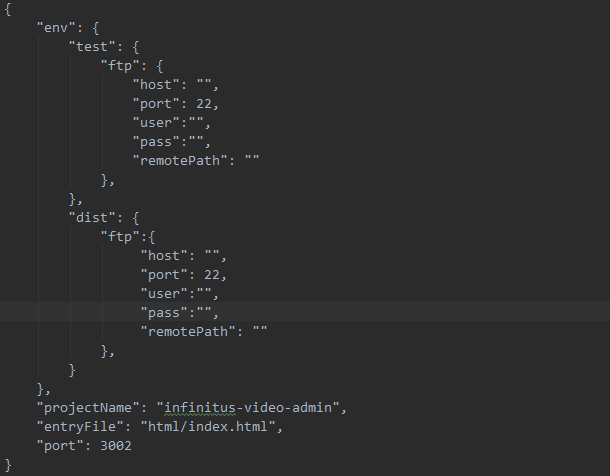 {
    "env": {
        "test": {
            "ftp": {
                "host": "",
                "port": 22,
                "user":"",
                "pass":"",
                "remotePath": ""
            },
        },
        "dist": {
            "ftp":{
                 "host": "",
                 "port": 22,
                 "user":"",
                 "pass":"",
                 "remotePath": ""
            },
        }
    },
    "projectName": "infinitus-video-admin",
    "entryFile": "html/index.html",
    "port": 3002
}